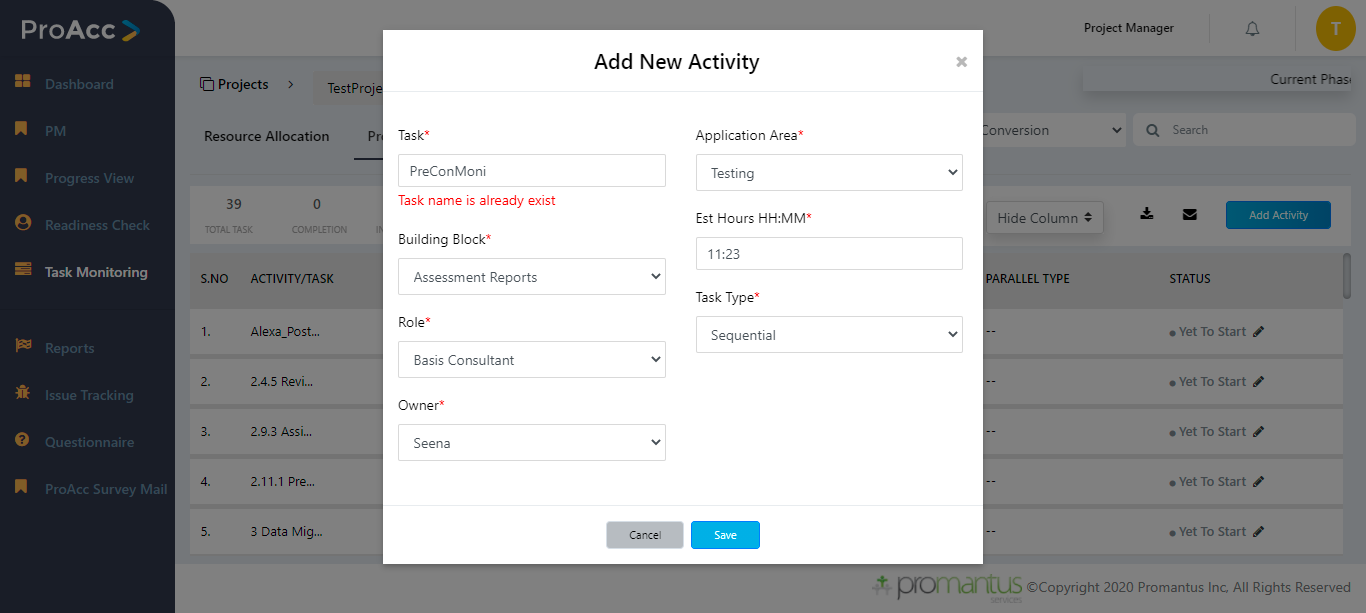 ProAcc
Dashboard
PM
Progress View
Readiness Check
Task Monitoring
Reports
Issue Tracking
Questionnaire
ProAcc Survey Mail
Project Manager
T
Projects
TestProje
Current Phase
Resource Allocation
Pr
Conversion
Search
39
TOTAL TASK
0
COMPLETION
IN
Hide Column
Add Activity
S.NO ACTIVITY/TASK PARALLEL TYPE STATUS
1. Alexa_Post... -- Yet To Start
2. 2.4.5 Revi... -- Yet To Start
3. 2.9.3 Assi... -- Yet To Start
4. 2.11.1 Pre... -- Yet To Start
5. 3 Data Mig... -- Yet To Start
Add New Activity
×
Task*
PreConMoni
Task name is already exist
Building Block*
Assessment Reports
Role*
Basis Consultant
Owner*
Seena
Application Area*
Testing
Est Hours HH:MM*
11:23
Task Type*
Sequential
Cancel
Save
promantus
services
©Copyright 2020 Promantus Inc, All Rights Reserved